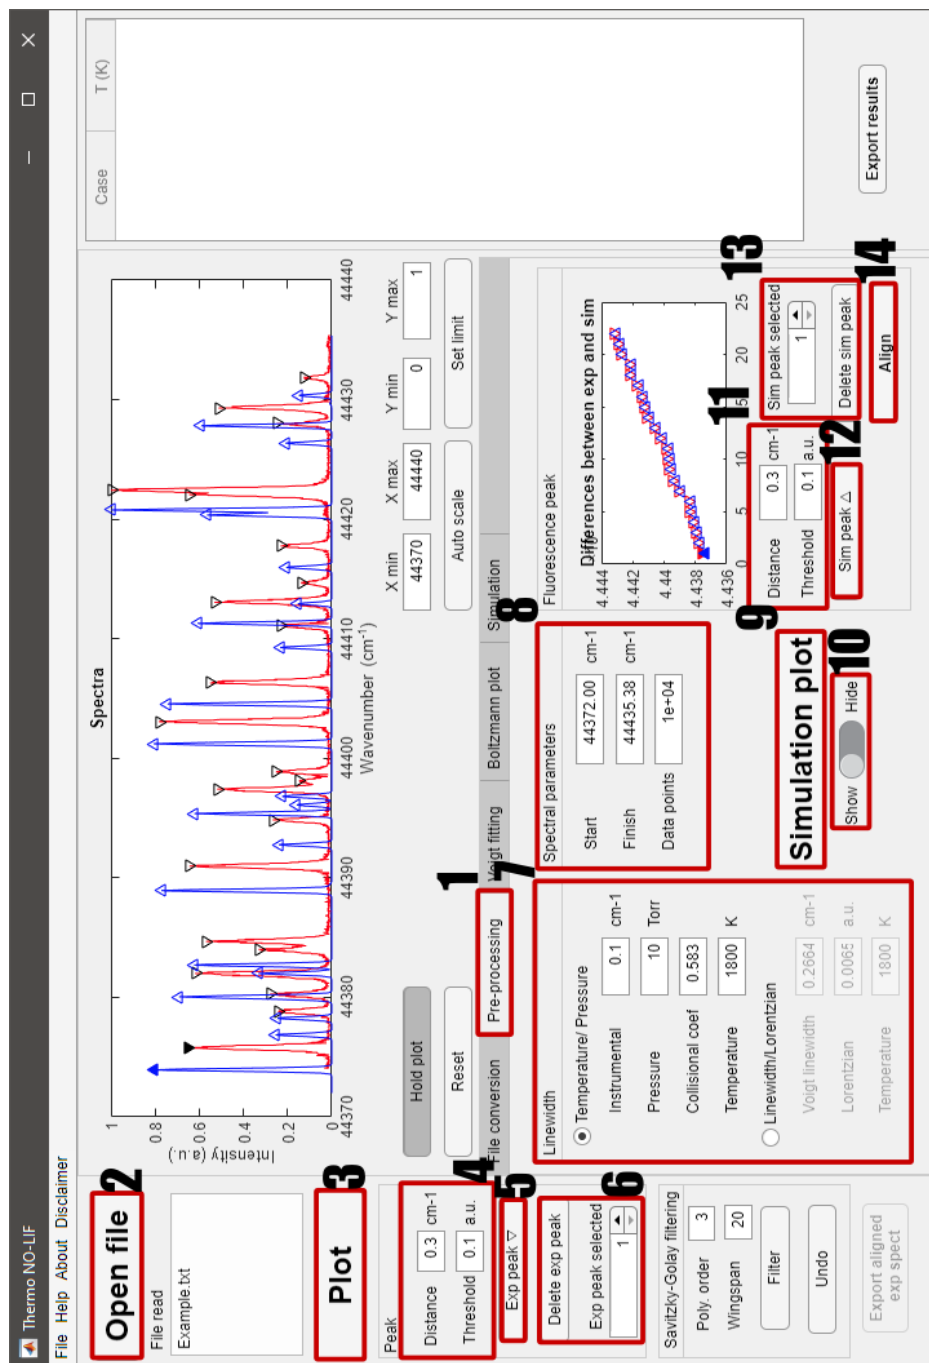 Thermo NO-LIF
File Help About Disclaimer
Open file
2
File read
Example.txt
Plot
3
Peak
Distance 0.3 cm-1
Threshold 0.1 a.u.
4
Exp peak ▽
5
Delete exp peak
Exp peak selected
1
6
Savitzky-Golay filtering
Poly. order 3
Wingspan 20
Filter
Undo
Export aligned
exp spect
Spectra
Intensity (a.u.)
1
0.8
0.6
0.4
0.2
0
44370 44380 44390 44400 44410 44420 44430 44440
Wavenumber (cm⁻¹)
Hold plot
Reset
X min X max Y min Y max
44370 44440 0 1
Auto scale Set limit
1
File conversion Pre-processing Voigt fitting Boltzmann plot Simulation
7
Linewidth
Temperature/ Pressure
Instrumental 0.1 cm-1
Pressure 10 Torr
Collisional coef 0.583
Temperature 1800 K
Linewidth/Lorentzian
Voigt linewidth 0.2664 cm-1
Lorentzian 0.0065 a.u.
Temperature 1800 K
8
Spectral parameters
Start 44372.00 cm-1
Finish 44435.38 cm-1
Data points 1e+04
Simulation plot
9
Show Hide
10
Fluorescence peak
Differences between exp and sim
4.444
4.442
4.44
4.438
4.436
0 5 10 15 20 25
11
Distance 0.3 cm-1
Threshold 0.1 a.u.
Sim peak △
12
13
Sim peak selected
1
Delete sim peak
Align
14
Case T (K)
Export results